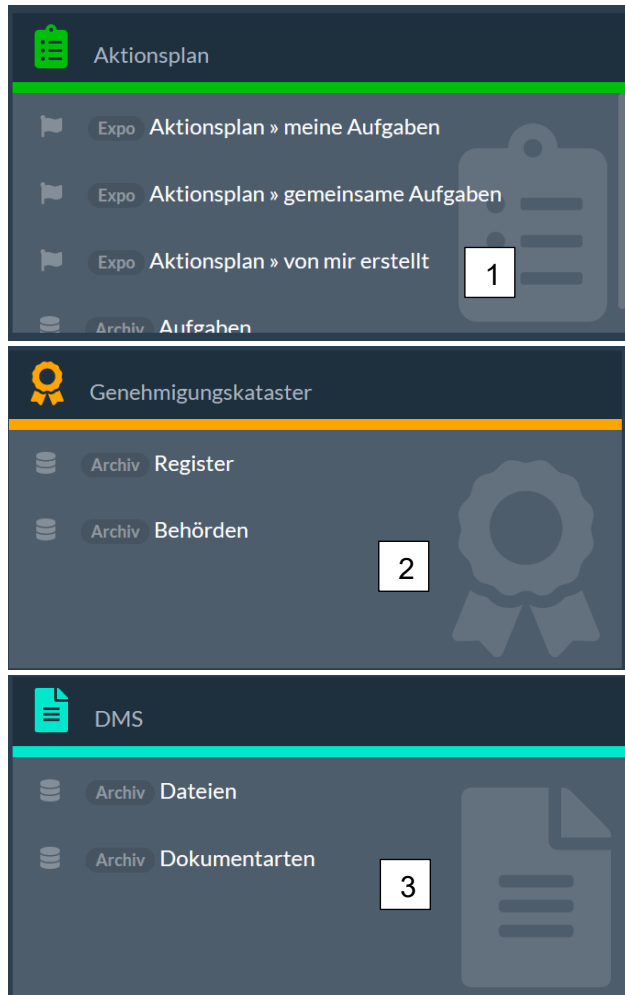 Aktionsplan
Expo Aktionsplan » meine Aufgaben
Expo Aktionsplan » gemeinsame Aufgaben
Expo Aktionsplan » von mir erstellt
1
Archiv Aufgaben
Genehmigungskataster
Archiv Register
Archiv Behörden
2
DMS
Archiv Dateien
Archiv Dokumentarten
3